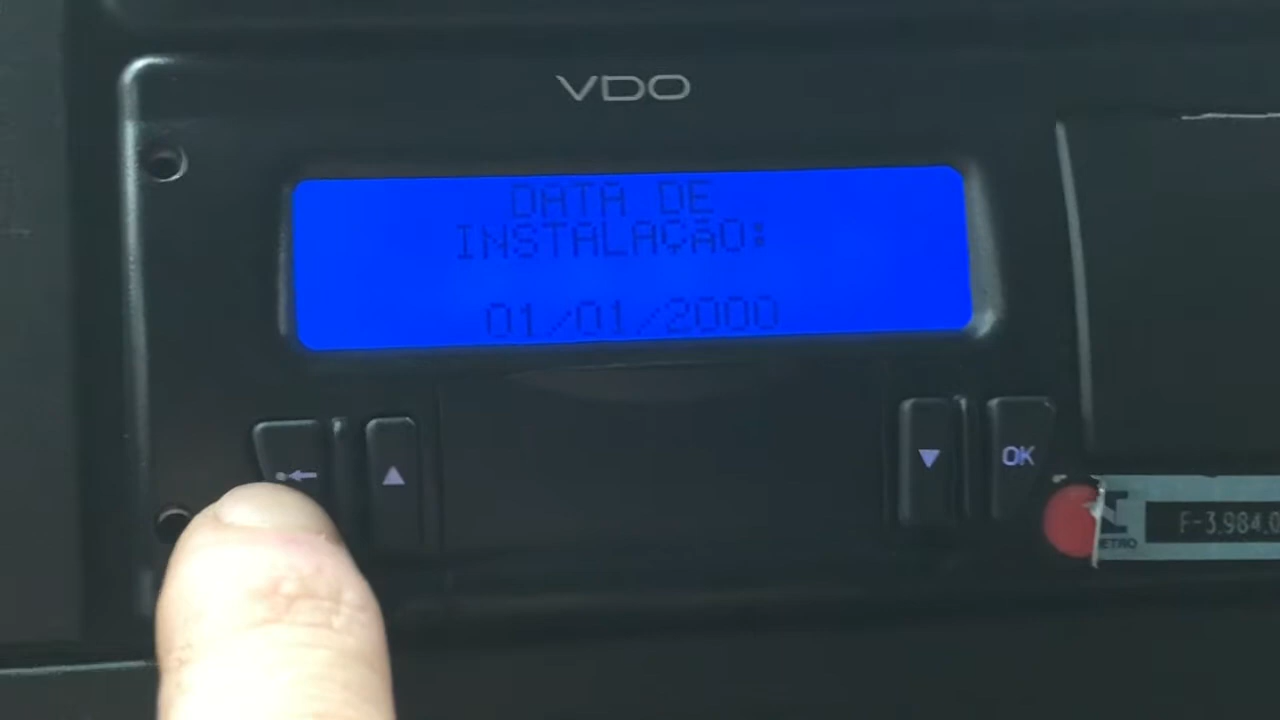 VDO
DATA DE
INSTALAÇÃO:
01/01/2000
OK
F-3.984.0